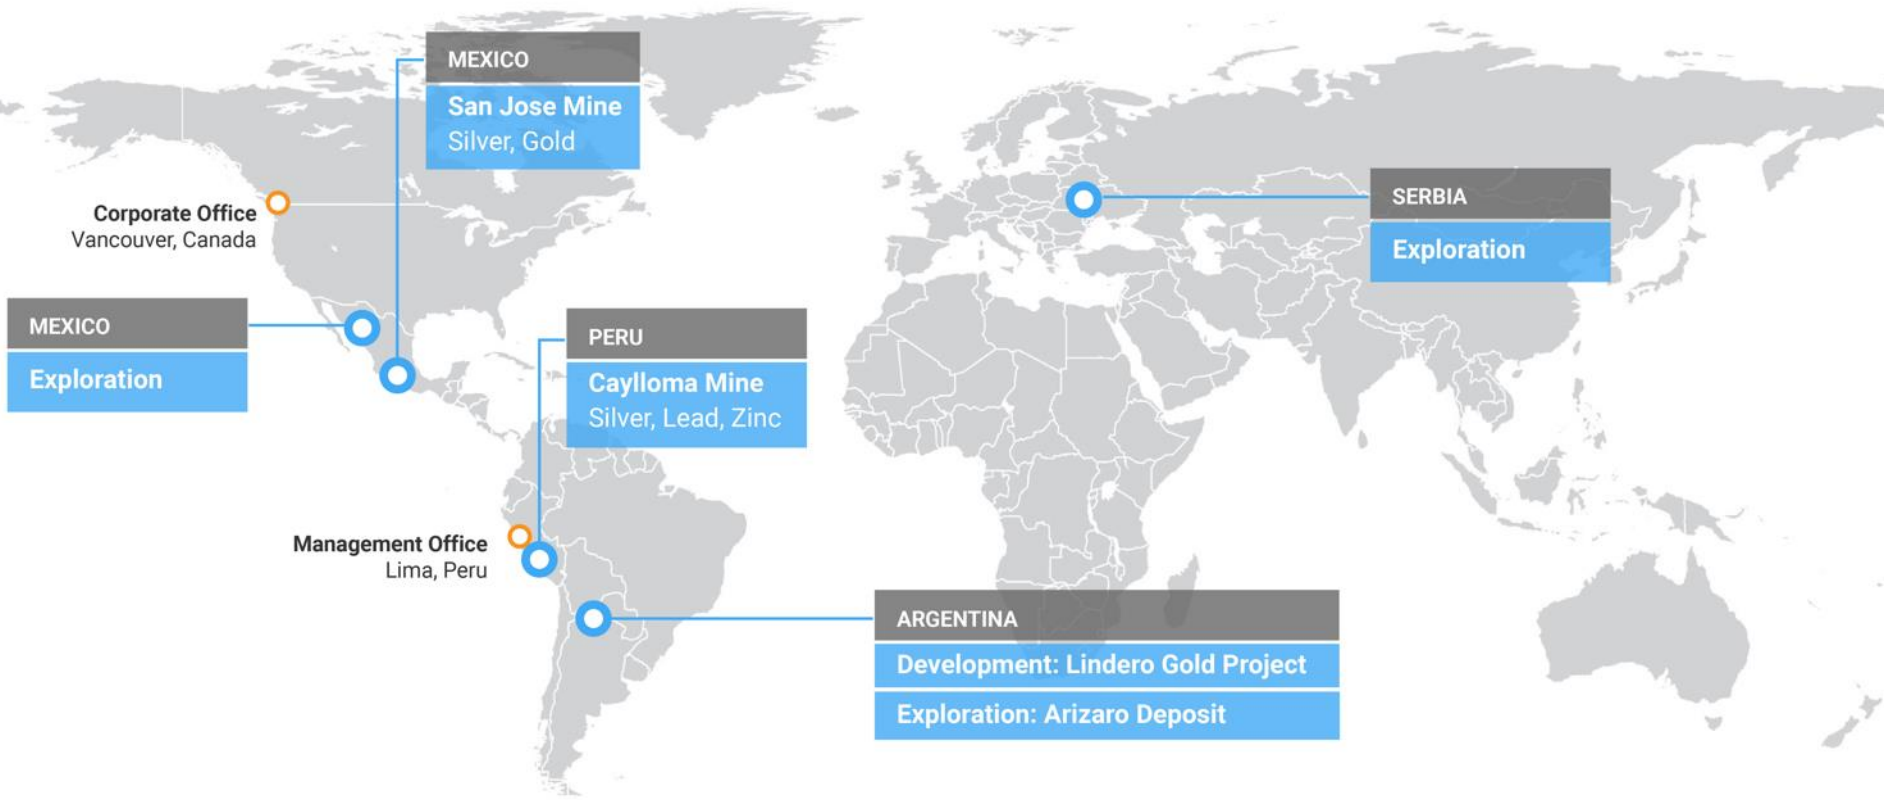 MEXICO
San Jose Mine
Silver, Gold
Corporate Office
Vancouver, Canada
SERBIA
Exploration
MEXICO
Exploration
PERU
Caylloma Mine
Silver, Lead, Zinc
Management Office
Lima, Peru
ARGENTINA
Development: Lindero Gold Project
Exploration: Arizaro Deposit